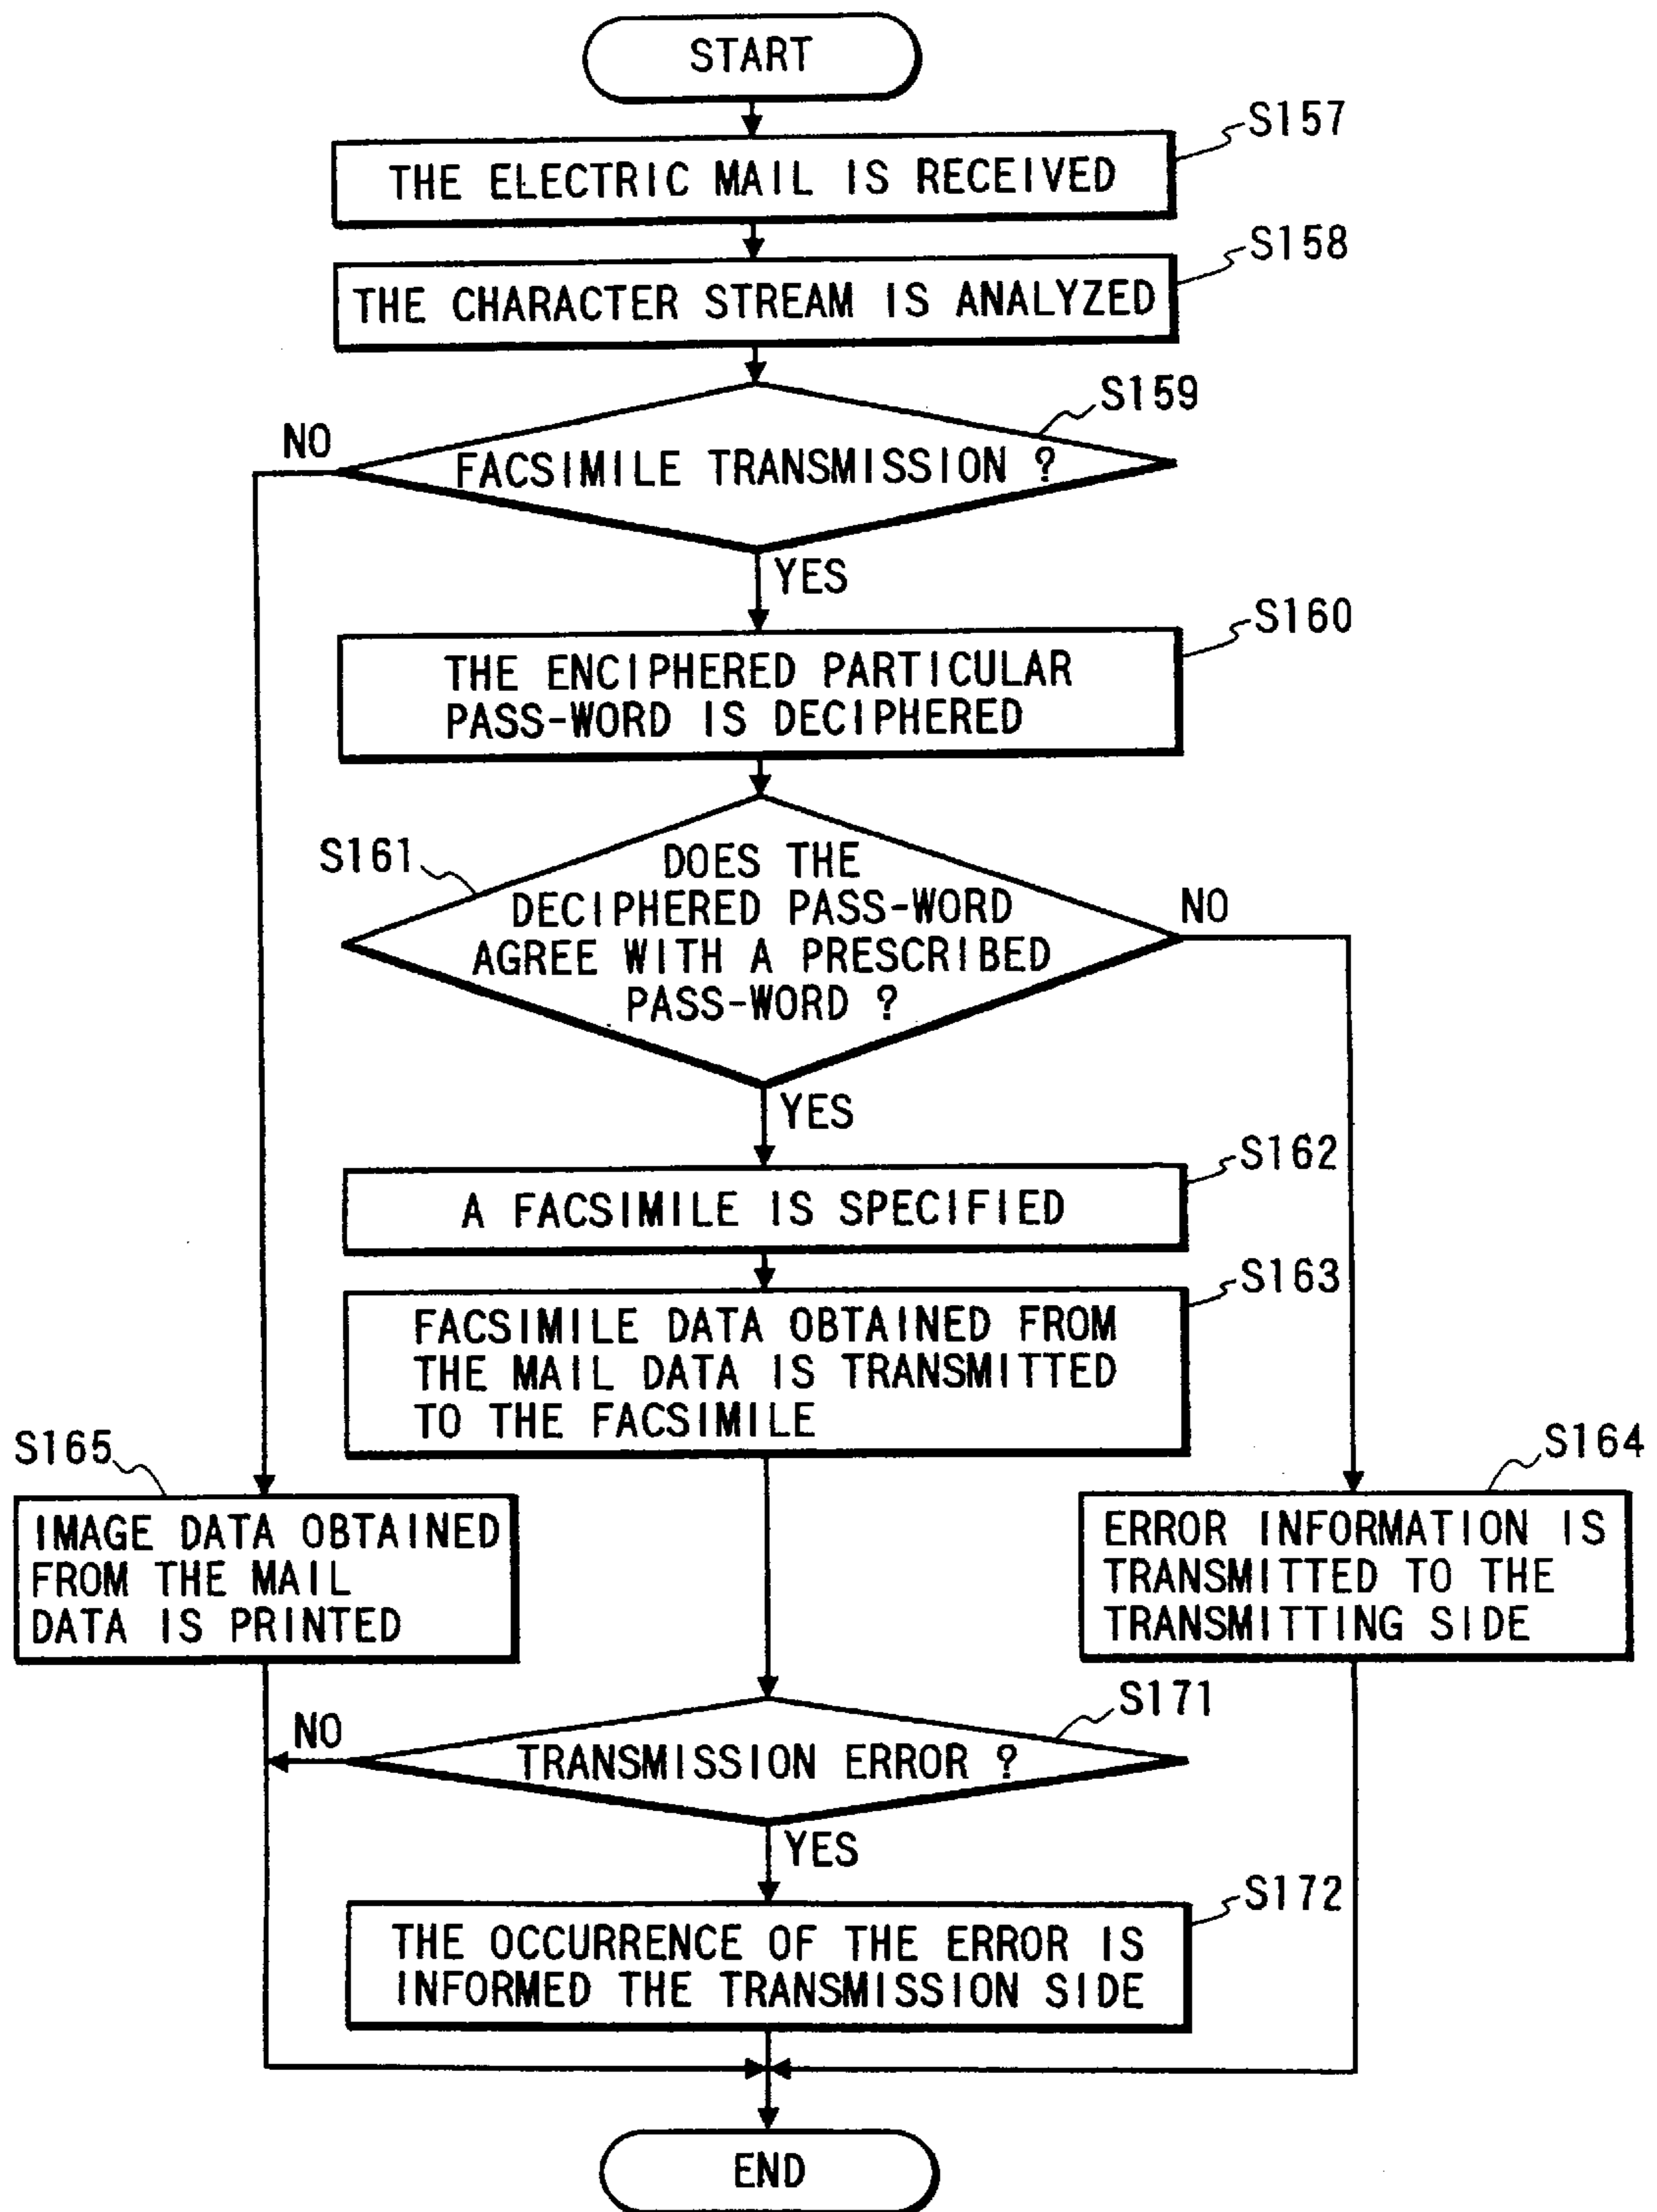 START
S157
THE ELECTRIC MAIL IS RECEIVED
S158
THE CHARACTER STREAM IS ANALYZED
S159
NO
FACSIMILE TRANSMISSION ?
YES
S160
THE ENCIPHERED PARTICULAR
PASS-WORD IS DECIPHERED
S161
DOES THE
DECIPHERED PASS-WORD
AGREE WITH A PRESCRIBED
PASS-WORD ?
NO
YES
S162
A FACSIMILE IS SPECIFIED
S163
FACSIMILE DATA OBTAINED FROM
THE MAIL DATA IS TRANSMITTED
TO THE FACSIMILE
S165
IMAGE DATA OBTAINED
FROM THE MAIL
DATA IS PRINTED
S164
ERROR INFORMATION IS
TRANSMITTED TO THE
TRANSMITTING SIDE
S171
NO
TRANSMISSION ERROR ?
YES
S172
THE OCCURRENCE OF THE ERROR IS
INFORMED THE TRANSMISSION SIDE
END